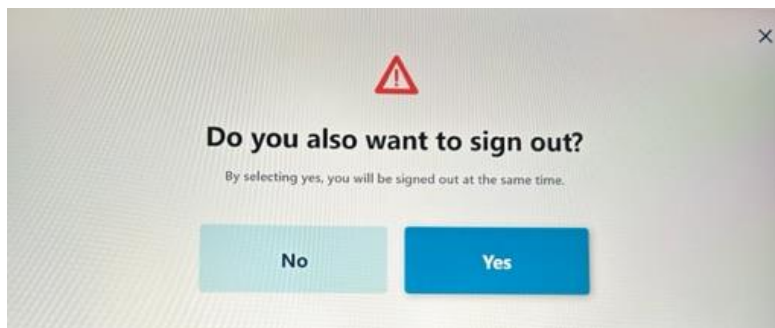 Do you also want to sign out?
By selecting yes, you will be signed out at the same time.
No
Yes